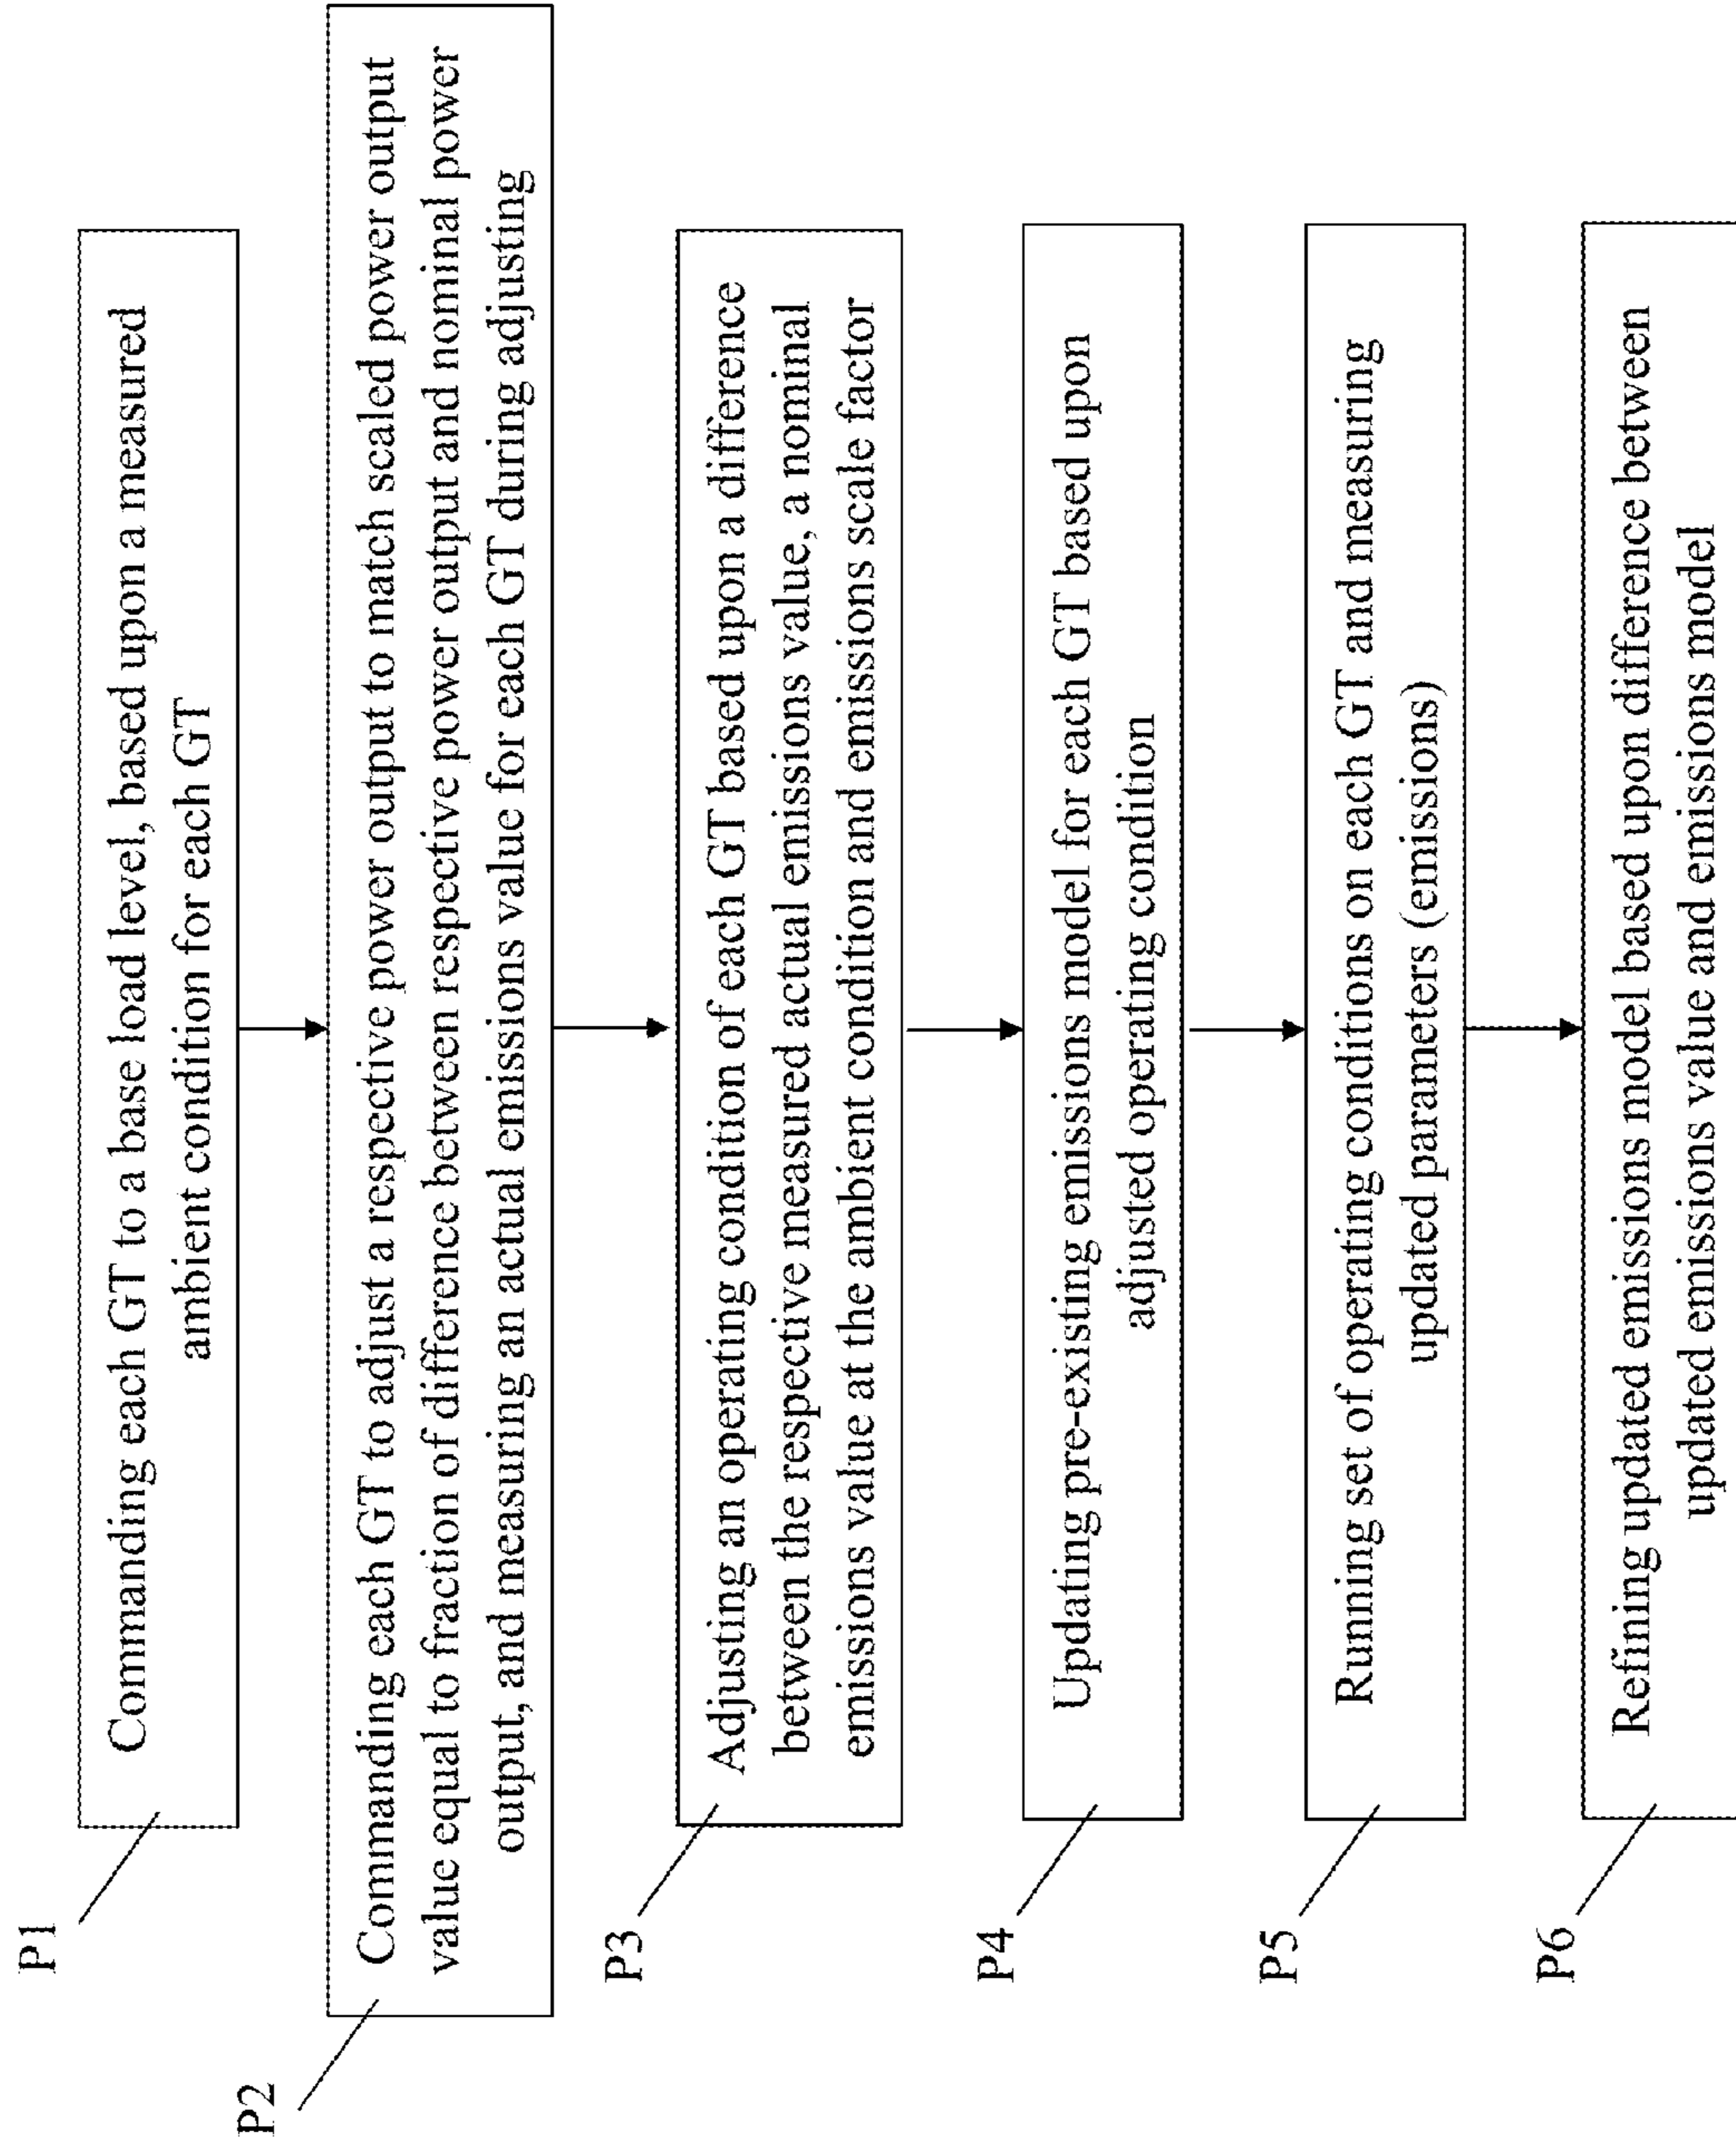 P1
Commanding each GT to a base load level, based upon a measured
ambient condition for each GT
P2
Commanding each GT to adjust a respective power output to match scaled power output
value equal to fraction of difference between respective power output and nominal power
output, and measuring an actual emissions value for each GT during adjusting
P3
Adjusting an operating condition of each GT based upon a difference
between the respective measured actual emissions value, a nominal
emissions value at the ambient condition and emissions scale factor
P4
Updating pre-existing emissions model for each GT based upon
adjusted operating condition
P5
Running set of operating conditions on each GT and measuring
updated parameters (emissions)
P6
Refining updated emissions model based upon difference between
updated emissions value and emissions model